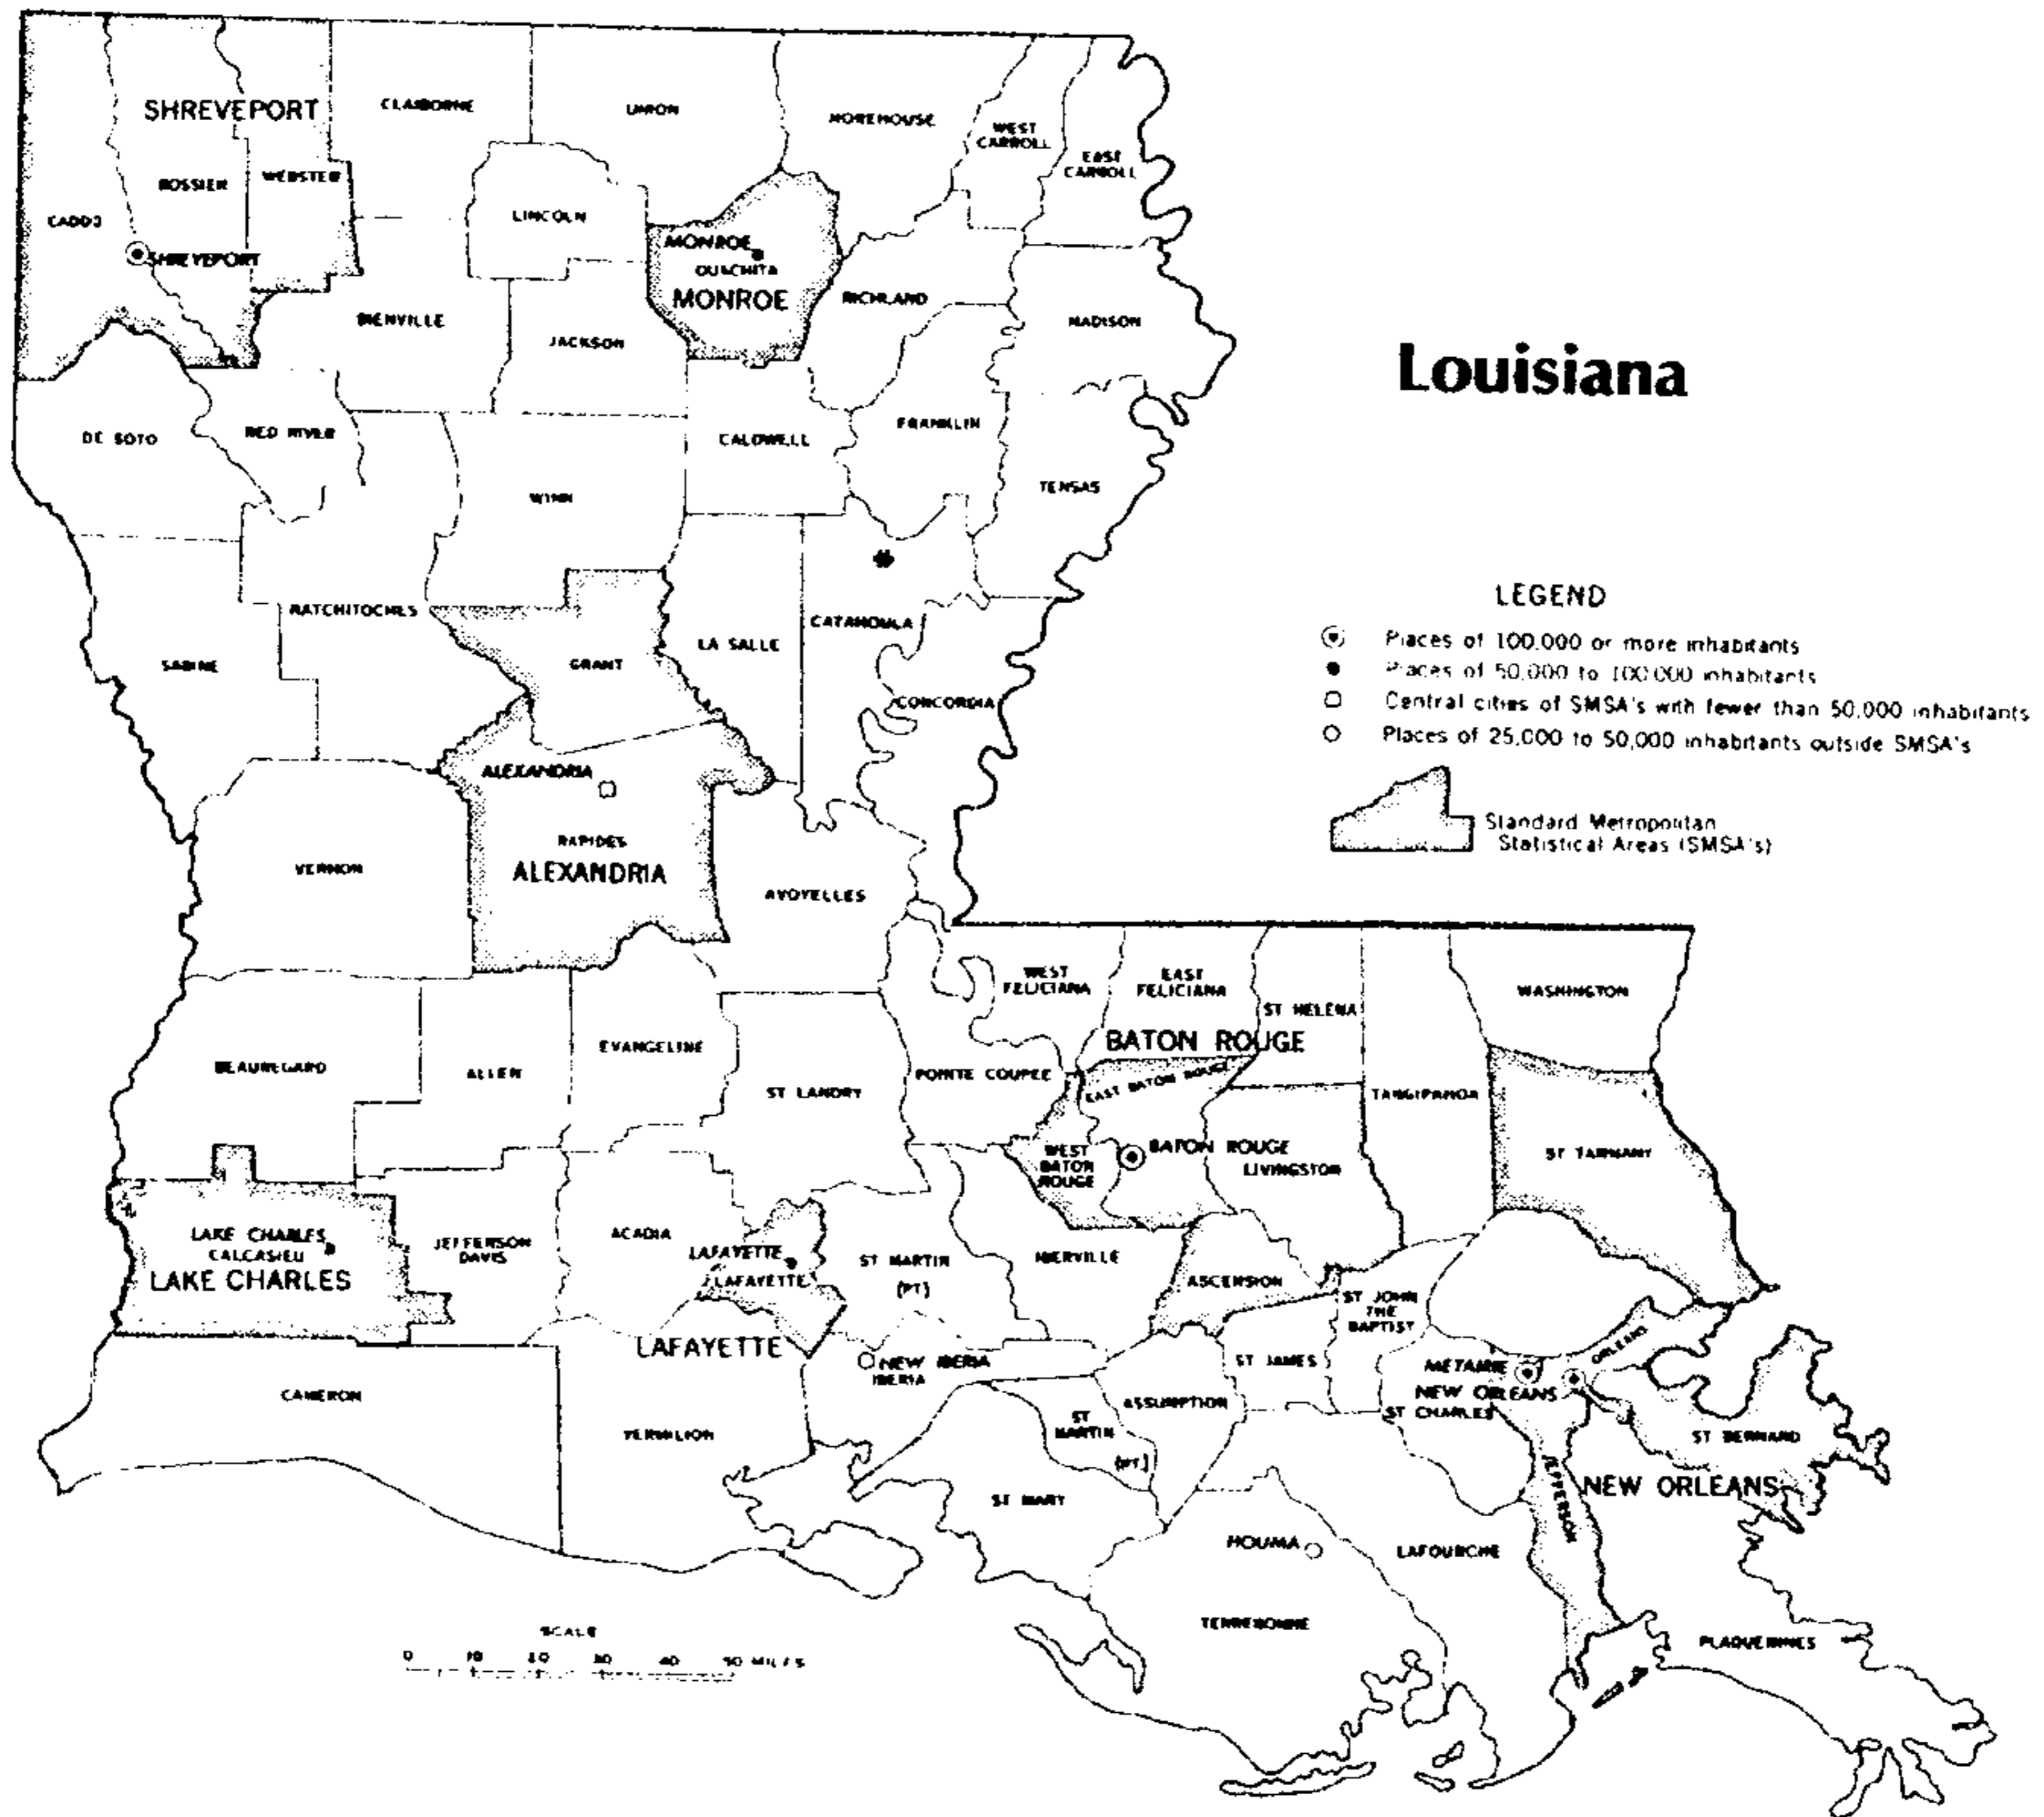 SHREVEPORT
CLAIBORNE
UNION
MOREHOUSE
WEST
CARROLL
EAST
CARROLL
BOSSIER
WEBSTER
CADDO
LINCOLN
SHREVEPORT
MONROE
OUACHITA
MONROE
RICHLAND
BIENVILLE
JACKSON
MADISON
Louisiana
DE SOTO
RED RIVER
CALDWELL
FRANKLIN
WINN
TENSAS
NATCHITOCHES
SABINE
GRANT
LA SALLE
CATAHOULA
CONCORDIA
LEGEND
Places of 100,000 or more inhabitants
Places of 50,000 to 100,000 inhabitants
Central cities of SMSA's with fewer than 50,000 inhabitants
Places of 25,000 to 50,000 inhabitants outside SMSA's
Standard Metropolitan
Statistical Areas (SMSA's)
ALEXANDRIA
RAPIDES
ALEXANDRIA
VERNON
AVOYELLES
WEST
FELICIANA
EAST
FELICIANA
ST HELENA
WASHINGTON
BATON ROUGE
BEAUREGARD
ALLEN
EVANGELINE
ST LANDRY
POINTE COUPEE
EAST BATON ROUGE
TANGIPAHOA
WEST
BATON
ROUGE
BATON ROUGE
LIVINGSTON
ST TAMMANY
LAKE CHARLES
CALCASIEU
LAKE CHARLES
JEFFERSON
DAVIS
ACADIA
LAFAYETTE
LAFAYETTE
LAFAYETTE
ST MARTIN
(PT)
IBERVILLE
ASCENSION
ST JOHN
THE
BAPTIST
NEW IBERIA
IBERIA
ST JAMES
METAIRIE
ORLEANS
NEW ORLEANS
ST CHARLES
CAMERON
VERMILION
ST
MARTIN
(PT)
ASSUMPTION
ST BERNARD
NEW ORLEANS
JEFFERSON
ST MARY
HOUMA
LAFOURCHE
TERREBONNE
PLAQUEMINES
SCALE
0 10 20 30 40 50 MILES